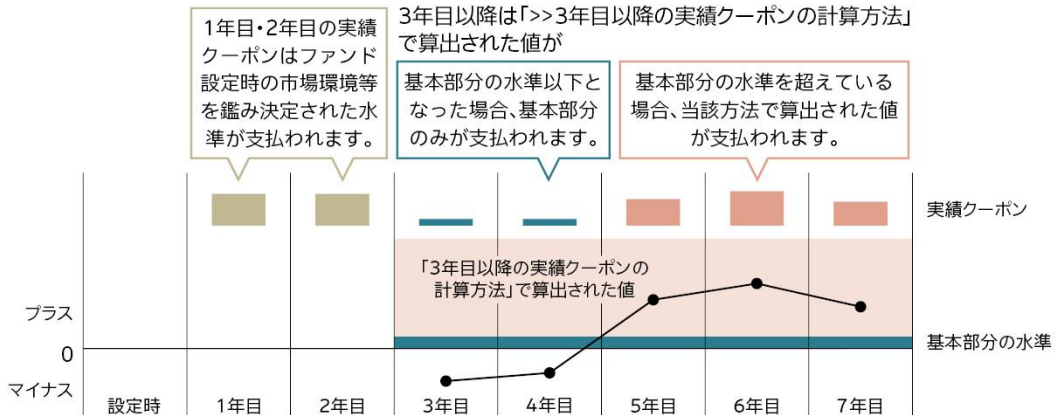 1年目・2年目の実績
クーポンはファンド
設定時の市場環境等
を鑑み決定された水
準が支払われます。
3年目以降は「>>3年目以降の実績クーポンの計算方法」
で算出された値が
基本部分の水準以下と
なった場合、基本部分
のみが支払われます。
基本部分の水準を超えている
場合、当該方法で算出された値
が支払われます。
実績クーポン
「3年目以降の実績クーポンの
計算方法」で算出された値
プラス
0
マイナス
基本部分の水準
設定時
1年目
2年目
3年目
4年目
5年目
6年目
7年目